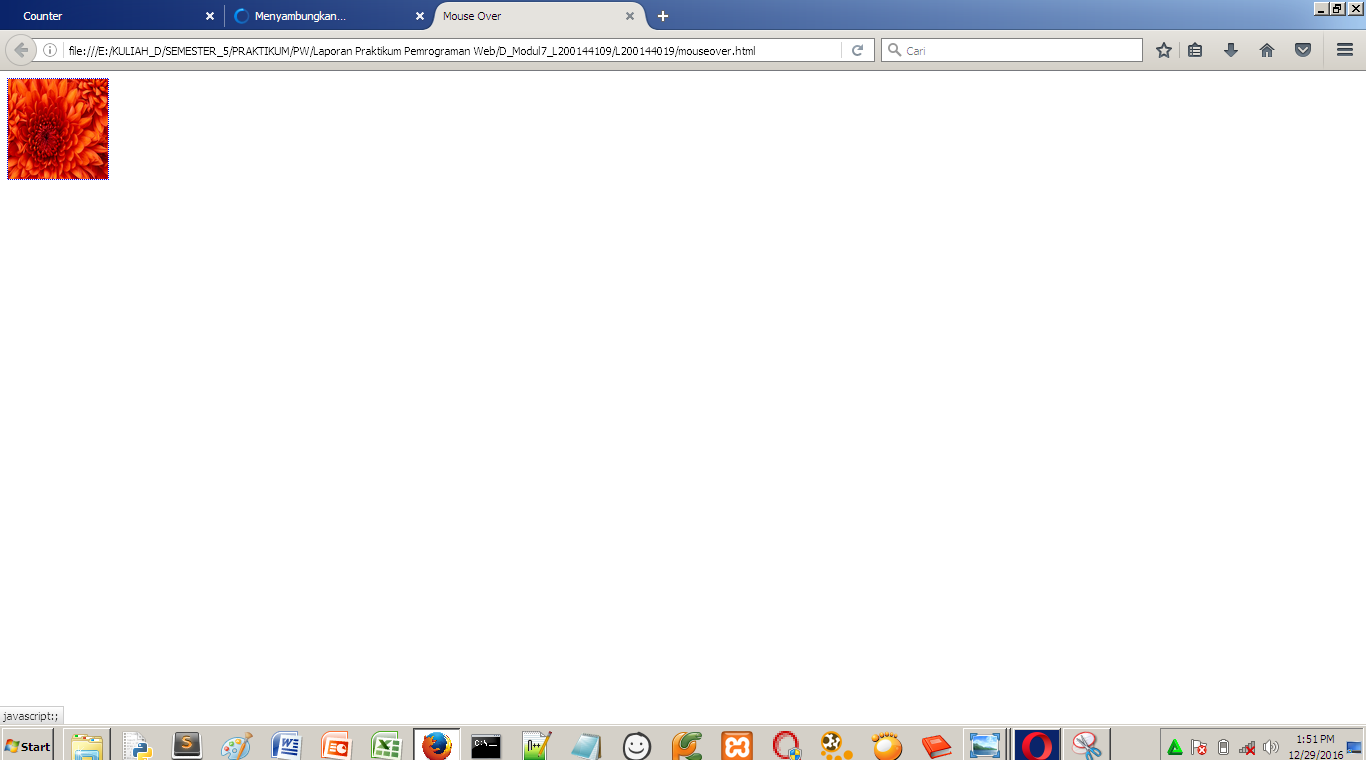 Counter
Menyambungkan...
Mouse Over
file:///E:/KULIAH_D/SEMESTER_5/PRAKTIKUM/PW/Laporan Praktikum Pemrograman Web/D_Modul7_L200144109/L200144019/mouseover.html
Cari
javascript:;
Start
C:\
1:51 PM
12/29/2016